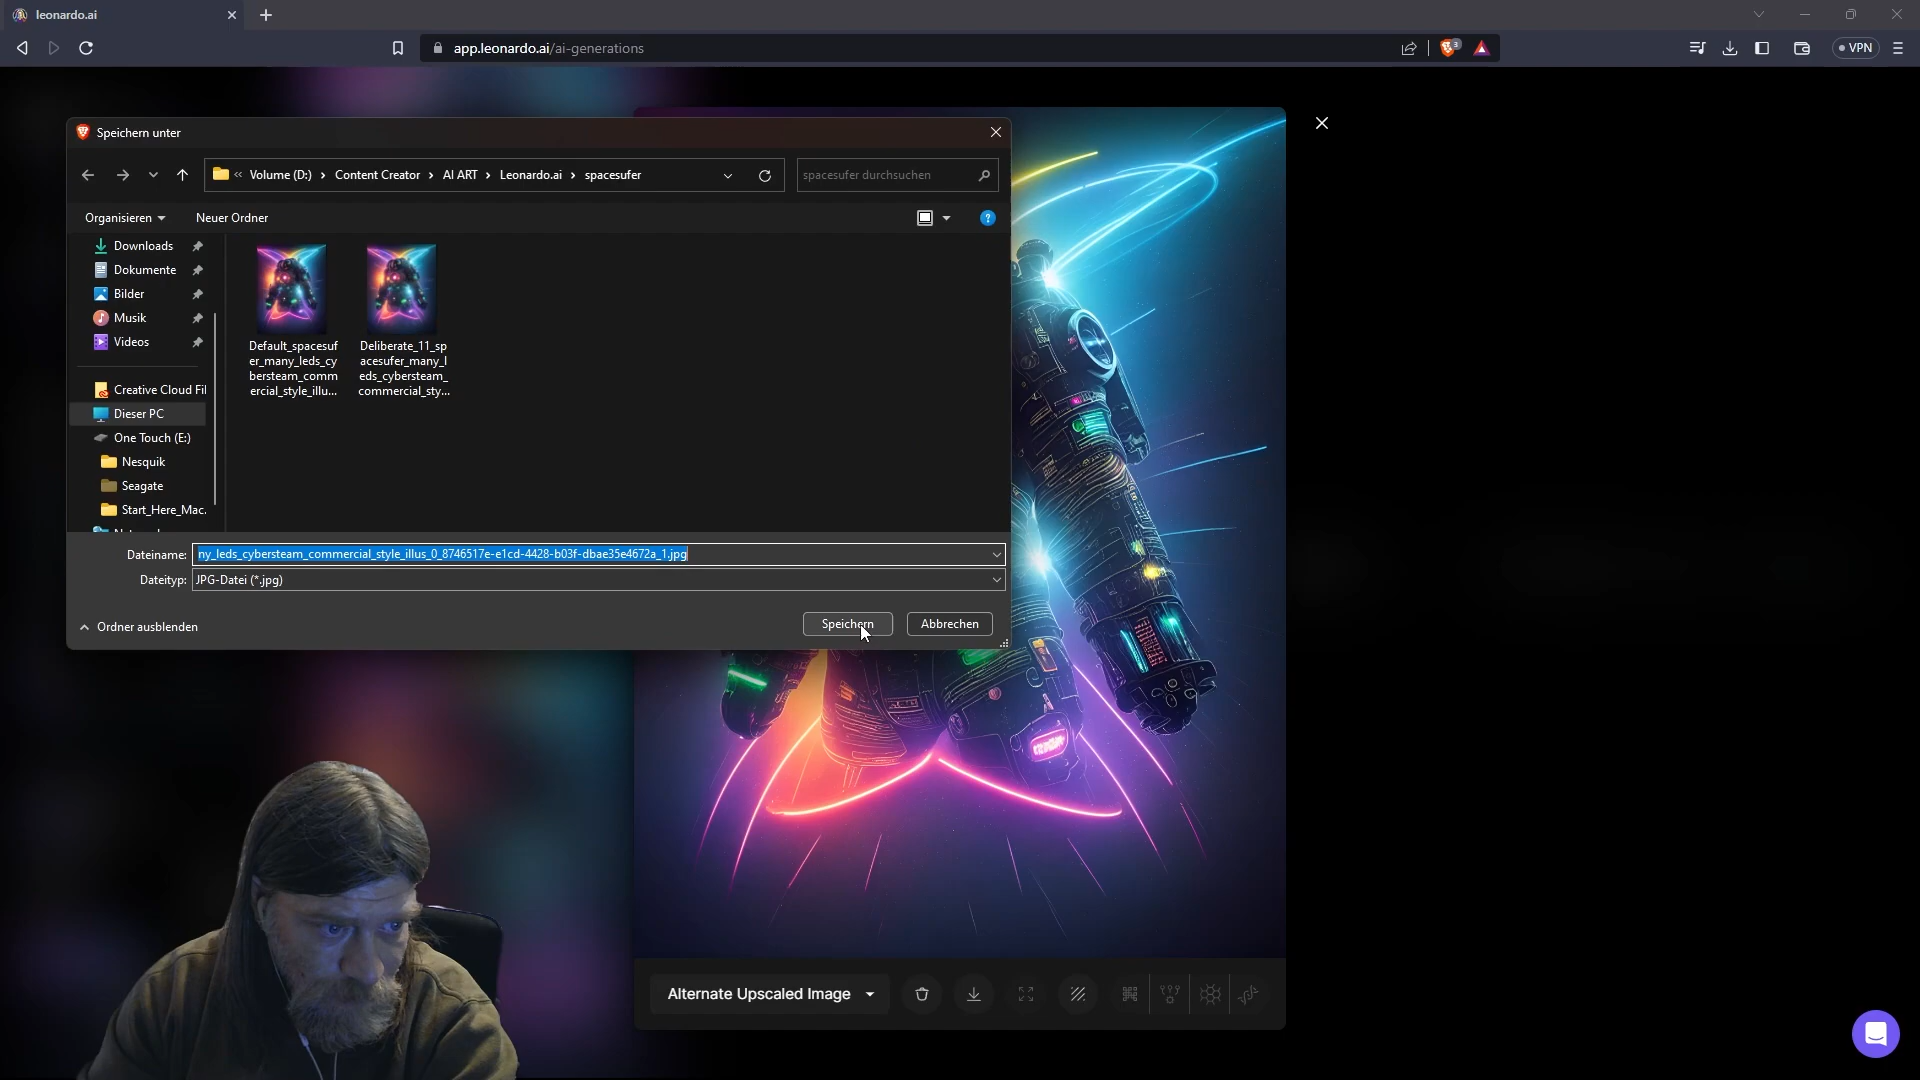 leonardo.ai
app.leonardo.ai/ai-generations
3
VPN
Speichern unter
« Volume (D:) › Content Creator › AI ART › Leonardo.ai › spacesufer
spacesufer durchsuchen
Organisieren
Neuer Ordner
?
Downloads
Dokumente
Bilder
Musik
Videos
Creative Cloud Fil
Dieser PC
One Touch (E:)
Nesquik
Seagate
Start_Here_Mac.
Default_spacesuf
er_many_leds_cy
bersteam_comm
ercial_style_illu...
Deliberate_11_sp
acesufer_many_l
eds_cybersteam_
commercial_sty...
Dateiname: ny_leds_cybersteam_commercial_style_illus_0_8746517e-e1cd-4428-b03f-dbae35e4672a_1.jpg
Dateityp: JPG-Datei (*.jpg)
Ordner ausblenden
Speichern
Abbrechen
Alternate Upscaled Image